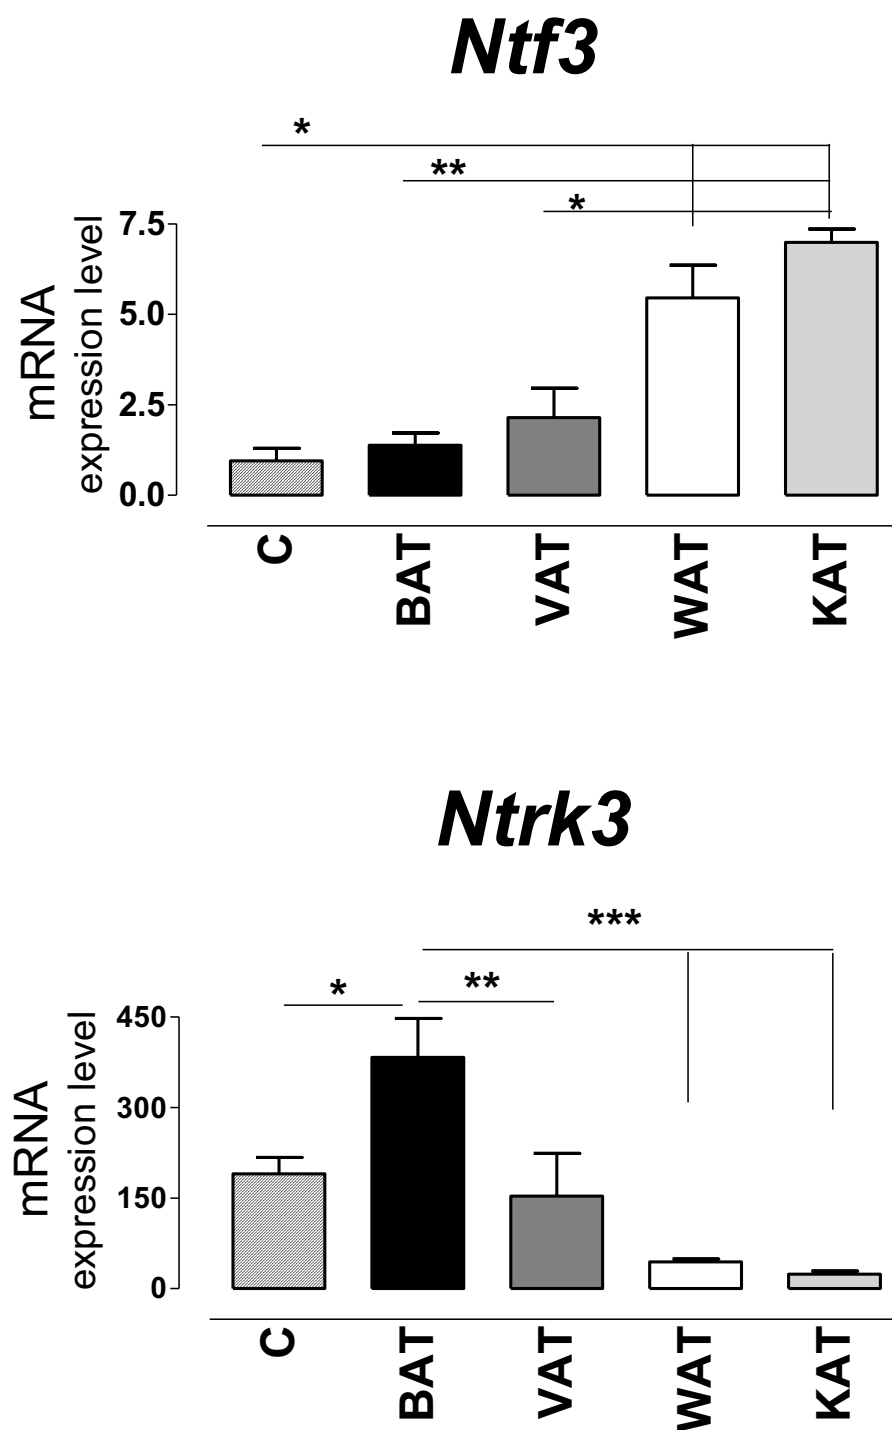 Ntf3
*
**
*
mRNA
expression level
7.5
5.0
2.5
0.0
C
BAT
VAT
WAT
KAT
Ntrk3
***
*
**
mRNA
expression level
450
300
150
0
C
BAT
VAT
WAT
KAT